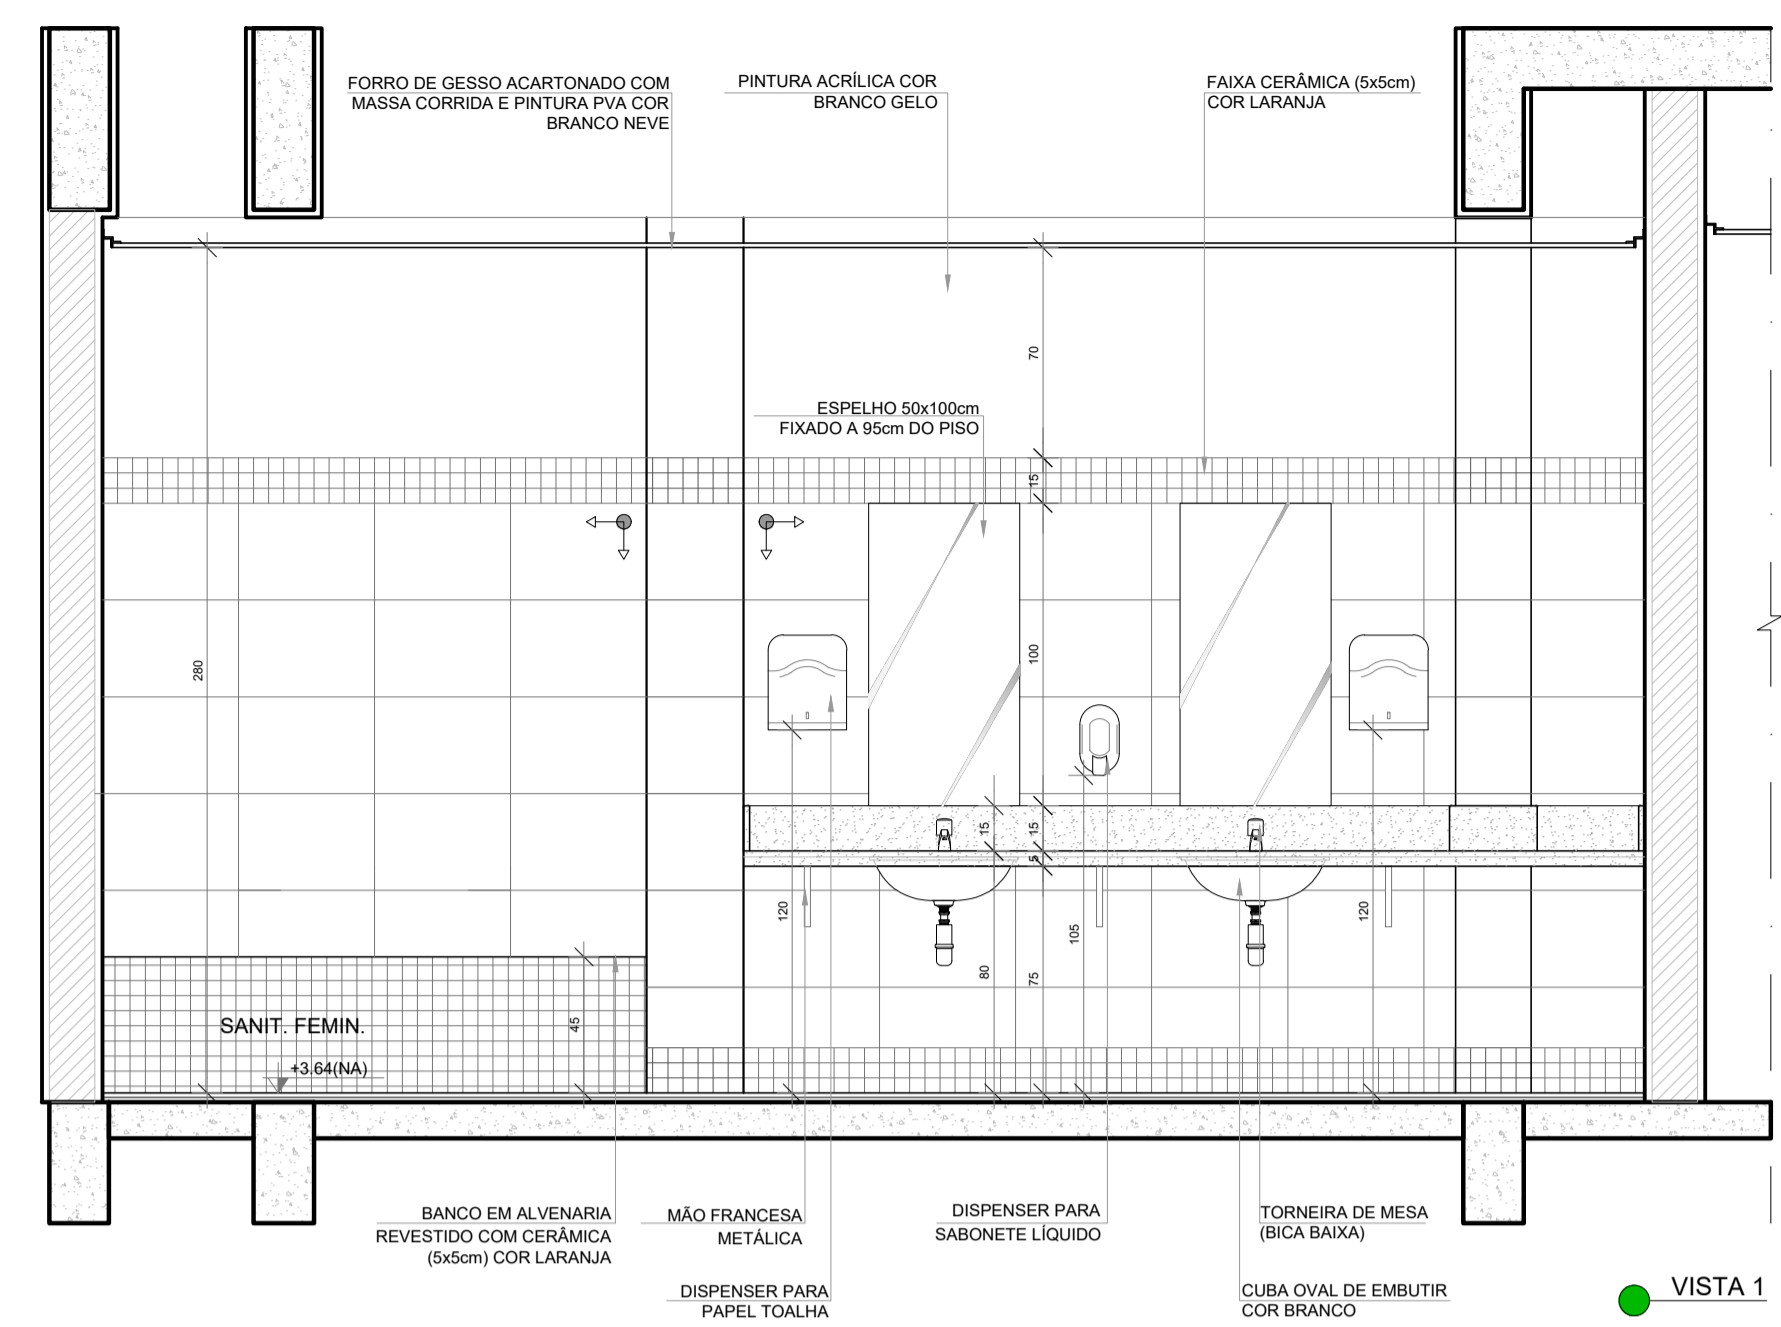 FORRO DE GESSO ACARTONADO COM
MASSA CORRIDA E PINTURA PVA COR
BRANCO NEVE
PINTURA ACRÍLICA COR
BRANCO GELO
FAIXA CERÂMICA (5x5cm)
COR LARANJA
70
ESPELHO 50x100cm
FIXADO A 95cm DO PISO
15
280
100
15
15
5
120
105
120
80
75
45
SANIT. FEMIN.
+3.64(NA)
BANCO EM ALVENARIA
REVESTIDO COM CERÂMICA
(5x5cm) COR LARANJA
MÃO FRANCESA
METÁLICA
DISPENSER PARA
SABONETE LÍQUIDO
TORNEIRA DE MESA
(BICA BAIXA)
DISPENSER PARA
PAPEL TOALHA
CUBA OVAL DE EMBUTIR
COR BRANCO
VISTA 1